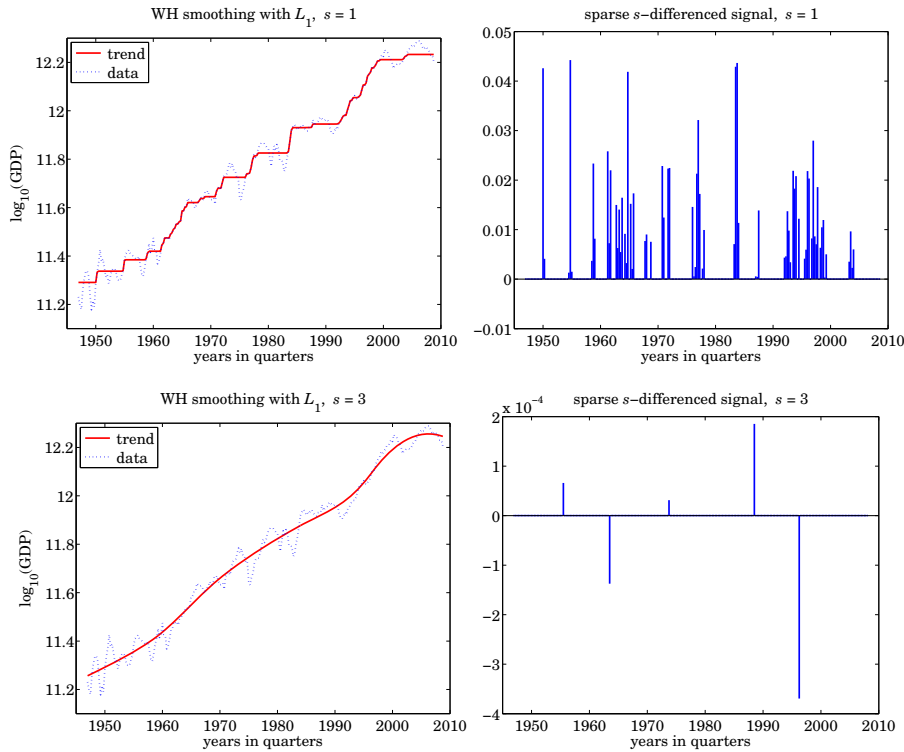 WH smoothing with L₁, s = 1
12.2
12
11.8
11.6
11.4
11.2
log₁₀(GDP)
trend
data
1950 1960 1970 1980 1990 2000 2010
years in quarters
sparse s−differenced signal, s = 1
0.05
0.04
0.03
0.02
0.01
0
−0.01
1950 1960 1970 1980 1990 2000 2010
years in quarters
WH smoothing with L₁, s = 3
12.2
12
11.8
11.6
11.4
11.2
log₁₀(GDP)
trend
data
1950 1960 1970 1980 1990 2000 2010
years in quarters
sparse s−differenced signal, s = 3
x 10⁻⁴
2
1
0
−1
−2
−3
−4
1950 1960 1970 1980 1990 2000 2010
years in quarters